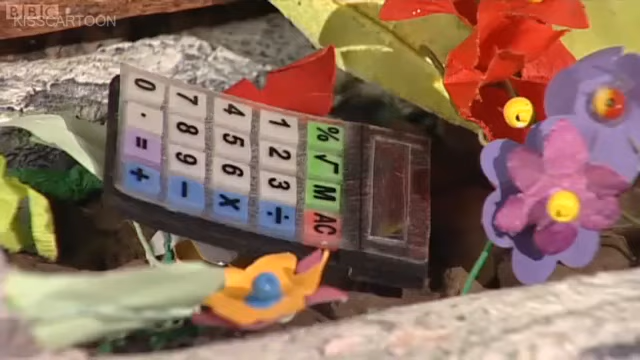 BBC
KISSCARTOON
% √ M AC
1 2 3 ÷
4 5 6 x
7 8 9 −
0 · = +